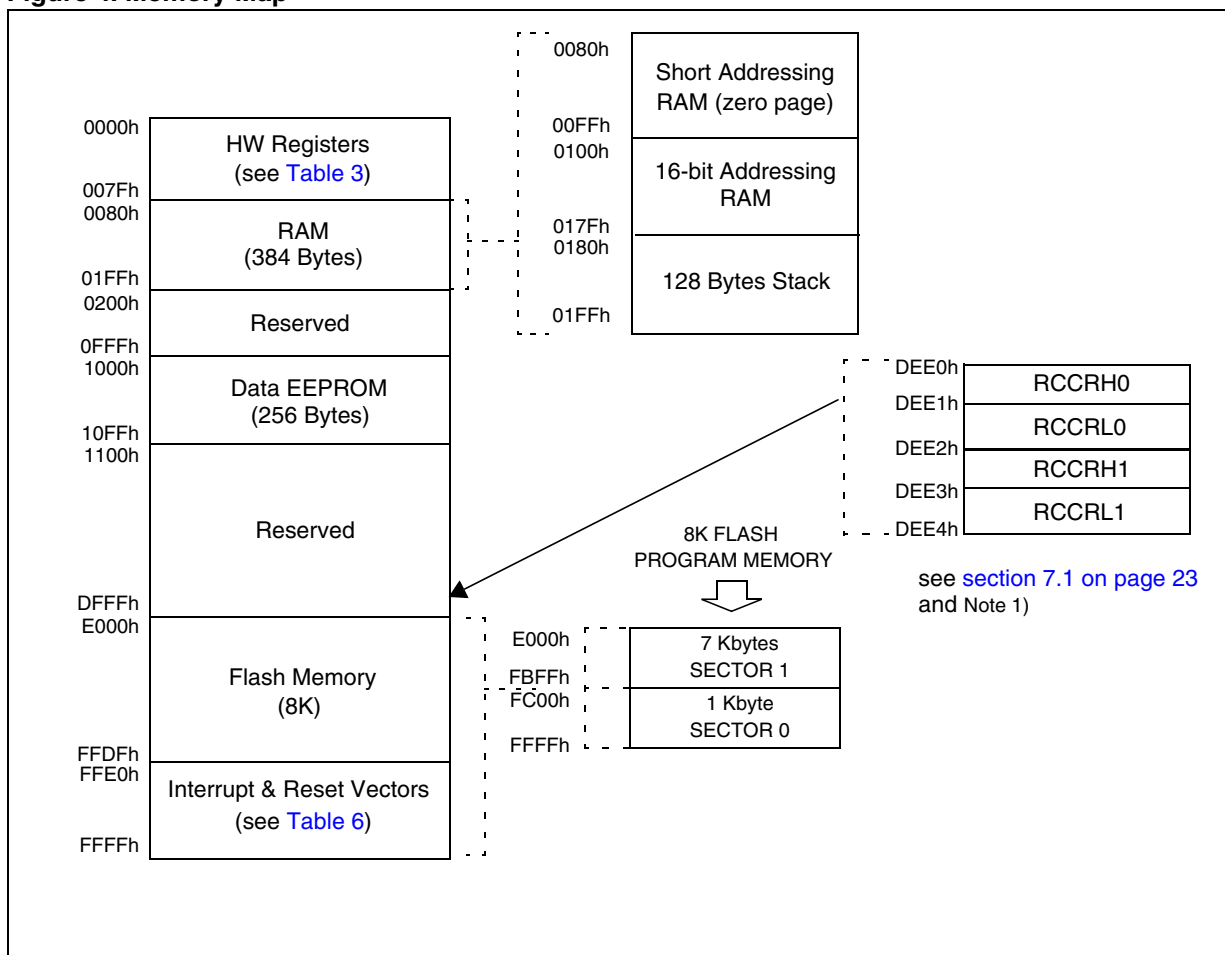 Figure 4. Memory Map
0000h
HW Registers
(see Table 3)
007Fh
0080h
RAM
(384 Bytes)
01FFh
0200h
Reserved
0FFFh
1000h
Data EEPROM
(256 Bytes)
10FFh
1100h
Reserved
DFFFh
E000h
Flash Memory
(8K)
FFDFh
FFE0h
Interrupt & Reset Vectors
(see Table 6)
FFFFh
0080h
Short Addressing
RAM (zero page)
00FFh
0100h
16-bit Addressing
RAM
017Fh
0180h
128 Bytes Stack
01FFh
DEE0h
RCCRH0
DEE1h
RCCRL0
DEE2h
RCCRH1
DEE3h
RCCRL1
DEE4h
see section 7.1 on page 23
and Note 1)
8K FLASH
PROGRAM MEMORY
E000h
7 Kbytes
SECTOR 1
FBFFh
FC00h
1 Kbyte
SECTOR 0
FFFFh